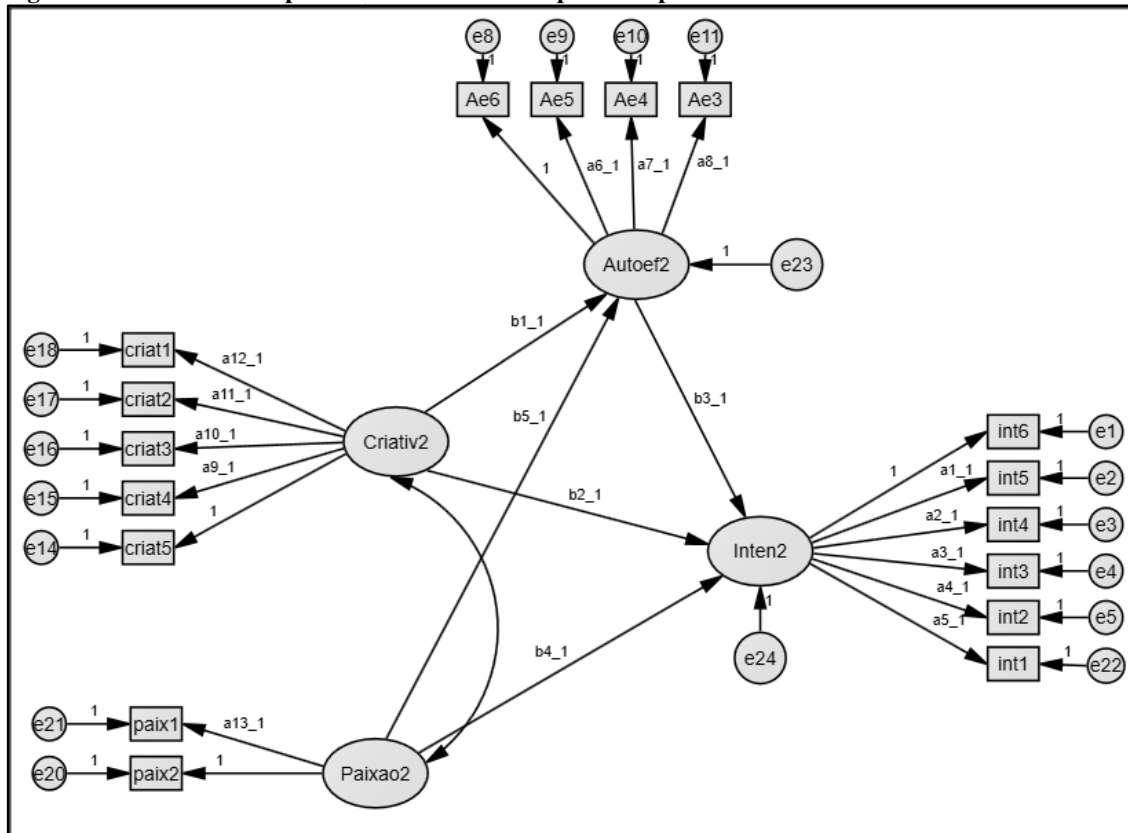 e8 e9 e10 e11
1 1 1 1
Ae6 Ae5 Ae4 Ae3
1 a6_1 a7_1 a8_1
Autoef2 1 e23
b1_1
e18 1 criat1 a12_1
e17 1 criat2 a11_1
e16 1 criat3 a10_1
e15 1 criat4 a9_1
e14 1 criat5 1
Criativ2
b5_1 b3_1
b2_1
Inten2
1 int6 1 e1
a1_1 int5 1 e2
a2_1 int4 1 e3
a3_1 int3 1 e4
a4_1 int2 1 e5
a5_1 int1 1 e22
1
e24
b4_1
e21 1 paix1 a13_1
e20 1 paix2 1
Paixao2